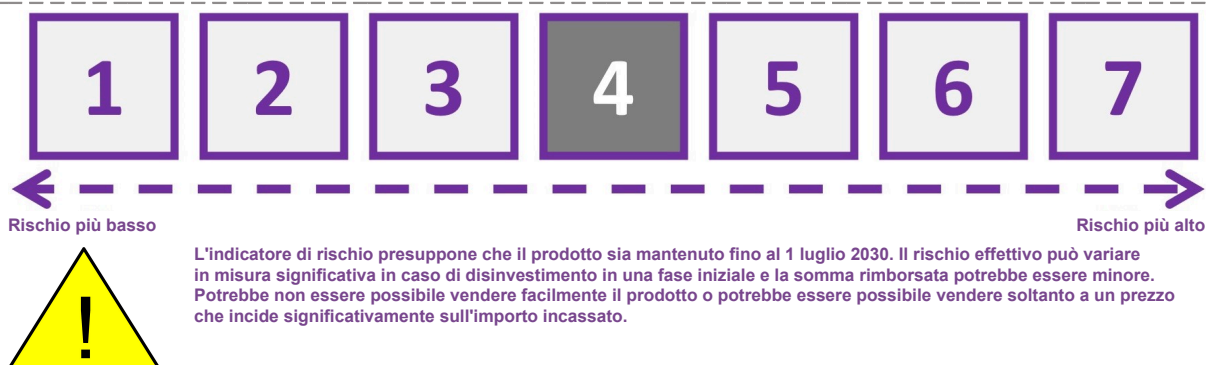 1 2 3 4 5 6 7
Rischio più basso Rischio più alto
L'indicatore di rischio presuppone che il prodotto sia mantenuto fino al 1 luglio 2030. Il rischio effettivo può variare
in misura significativa in caso di disinvestimento in una fase iniziale e la somma rimborsata potrebbe essere minore.
Potrebbe non essere possibile vendere facilmente il prodotto o potrebbe essere possibile vendere soltanto a un prezzo
che incide significativamente sull'importo incassato.
!